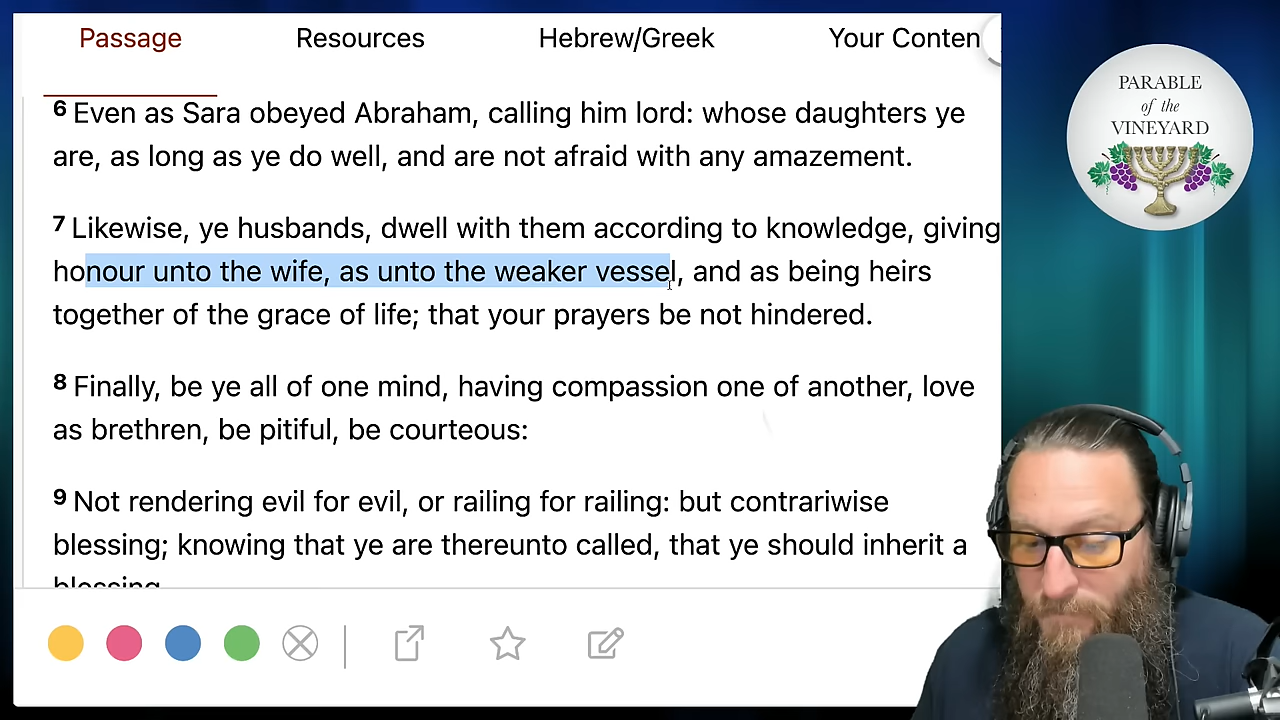 Passage Resources Hebrew/Greek Your Conten
6 Even as Sara obeyed Abraham, calling him lord: whose daughters ye
are, as long as ye do well, and are not afraid with any amazement.
7 Likewise, ye husbands, dwell with them according to knowledge, giving
honour unto the wife, as unto the weaker vessel, and as being heirs
together of the grace of life; that your prayers be not hindered.
8 Finally, be ye all of one mind, having compassion one of another, love
as brethren, be pitiful, be courteous:
9 Not rendering evil for evil, or railing for railing: but contrariwise
blessing; knowing that ye are thereunto called, that ye should inherit a
blessing
PARABLE
of the
VINEYARD